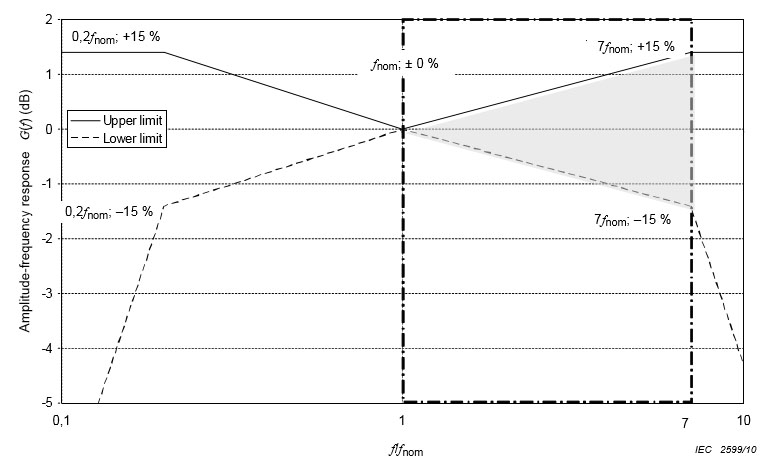 2
0,2fnom; +15 %
7fnom; +15 %
fnom; ± 0 %
1
Upper limit
Lower limit
0
-1
0,2fnom; –15 %
7fnom; –15 %
-2
-3
-4
-5
Amplitude-frequency response G(f) (dB)
0,1
1
7
10
f/fnom
IEC 2599/10